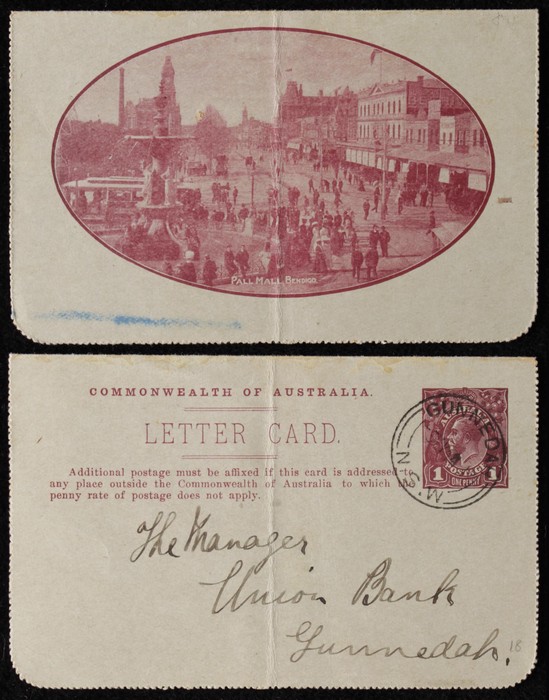 PALL MALL, BENDIGO.
COMMONWEALTH OF AUSTRALIA.
LETTER CARD.
Additional postage must be affixed if this card is addressed to
any place outside the Commonwealth of Australia to which
penny rate of postage does not apply.
GUNNEDAH
N.S.W
POSTAGE
1 ONE PENNY 1
The Manager
Union Bank
Gunnedah.
18